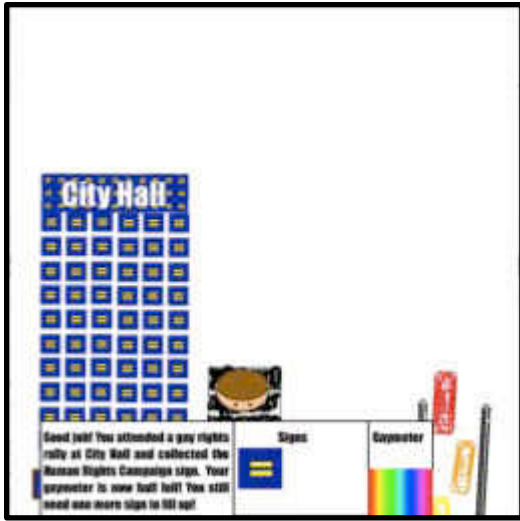 City Hall
Good job! You attended a gay rights
rally at City Hall and collected the
Human Rights Campaign sign. Your
gaymeter is now half full! You still
need one more sign to fill up!
Signs
Gaymeter